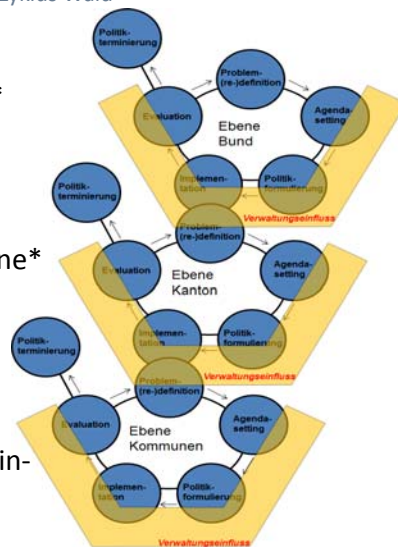 Zyklus Wald
Politik-
terminierung
Problem-
(re-)definition
Evaluation
Agenda-
setting
Ebene
Bund
Implemen-
tation
Politik-
formulierung
Verwaltungseinfluss
Politik-
terminierung
Problem-
(re-)definition
ne*
Evaluation
Agenda-
setting
Ebene
Kanton
Implemen-
tation
Politik-
formulierung
Verwaltungseinfluss
Politik-
terminierung
Problem-
(re-)definition
Evaluation
Agenda-
setting
Ebene
Kommunen
in-
Implemen-
tation
Politik-
formulierung
Verwaltungseinfluss